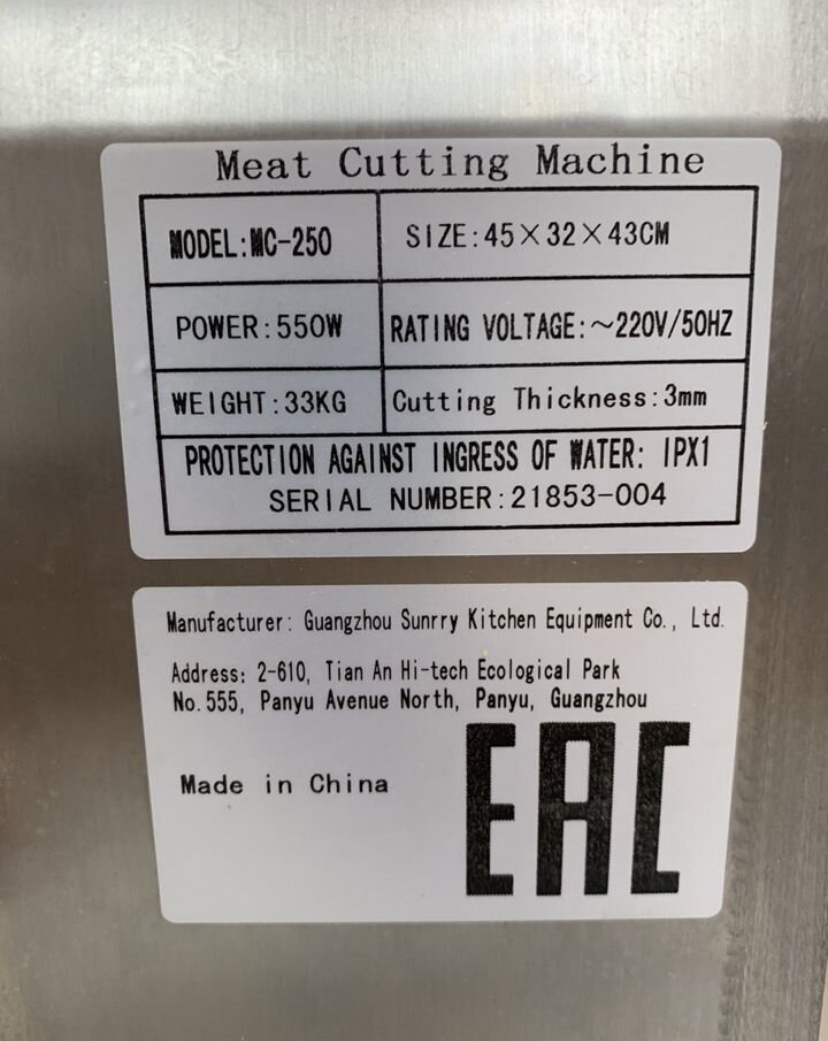 Meat Cutting Machine
MODEL:MC-250 SIZE:45×32×43CM
POWER:550W RATING VOLTAGE:~220V/50HZ
WEIGHT:33KG Cutting Thickness:3mm
PROTECTION AGAINST INGRESS OF WATER: IPX1
SERIAL NUMBER:21853-004
Manufacturer: Guangzhou Sunrry Kitchen Equipment Co., Ltd.
Address: 2-610, Tian An Hi-tech Ecological Park
No.555, Panyu Avenue North, Panyu, Guangzhou
Made in China
EAC